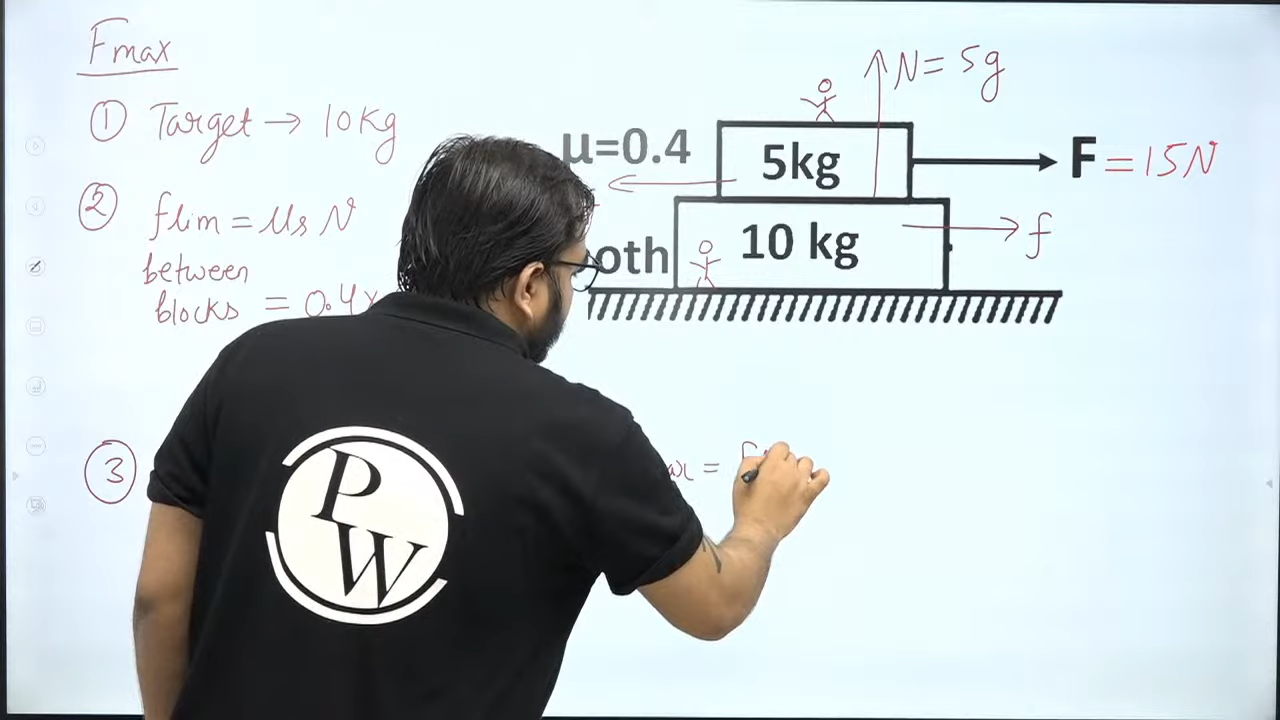 Fmax
① Target → 10kg
② flim = μs N
between
blocks = 0.4x
③
= f
N = 5g
μ=0.4
5kg
F = 15N
10 kg
f
oth
PW